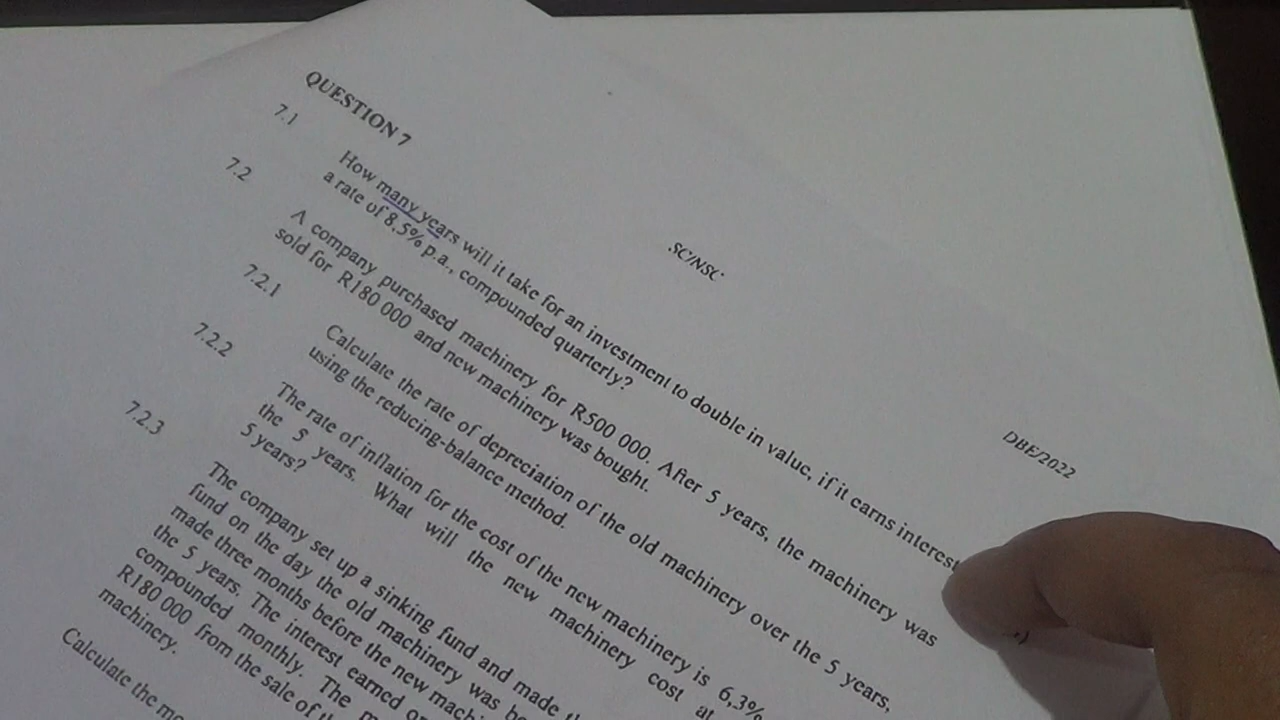 .SC/NSC
DBE/2022
QUESTION 7
7.1 How many years will it take for an investment to double in value, if it earns interest
a rate of 8,5% p.a., compounded quarterly?
7.2 A company purchased machinery for R500 000. After 5 years, the machinery was
sold for R180 000 and new machinery was bought.
7.2.1 Calculate the rate of depreciation of the old machinery over the 5 years,
using the reducing-balance method.
7.2.2 The rate of inflation for the cost of the new machinery is 6,3%
the 5 years. What will the new machinery cost at
5 years?
7.2.3 The company set up a sinking fund and made
fund on the day the old machinery was
made three months before the new
the 5 years. The interest earned
compounded monthly. The
R180 000 from the sale of
machinery.
Calculate the